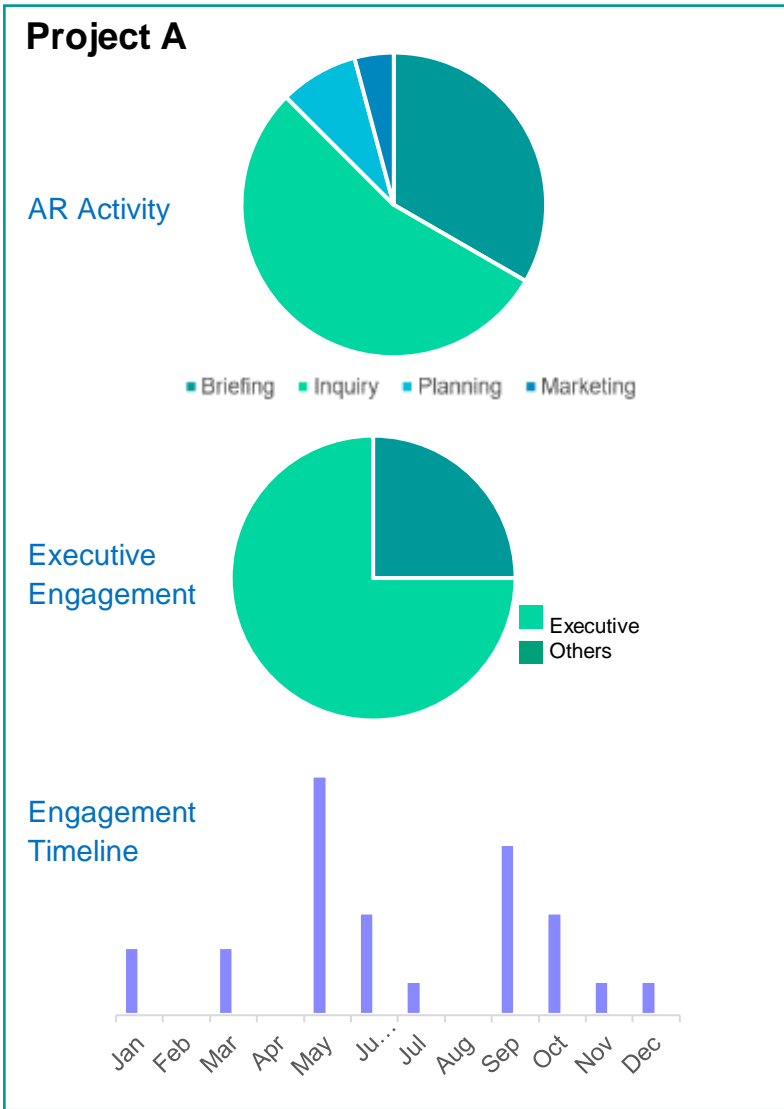 Project A
AR Activity
Briefing Inquiry Planning Marketing
Executive
Engagement
Executive
Others
Engagement
Timeline
Jan Feb Mar Apr May Ju... Jul Aug Sep Oct Nov Dec